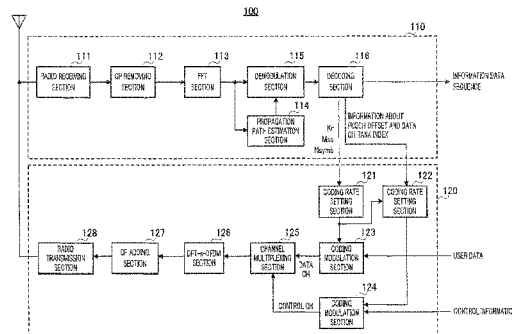 100
110
111
112
113
115
116
RADIO RECEIVING
SECTION
CP REMOVING
SECTION
FFT
SECTION
DEMODULATION
SECTION
DECODING
SECTION
INFORMATION DATA
SEQUENCE
114
PROPAGATION
PATH ESTIMATION
SECTION
INFORMATION ABOUT
PUSCH OFFSET AND DATA
CH RANK INDEX
Kr
Msc
Nsymb
121
122
120
CODING RATE
SETTING
SECTION
CODING RATE
SETTING SECTION
128
127
126
125
123
RADIO
TRANSMISSION
SECTION
CP ADDING
SECTION
DFT-s-OFDM
SECTION
CHANNEL
MULTIPLEXING
SECTION
DATA
CH
CODING
MODULATION
SECTION
USER DATA
124
CONTROL CH
CODING
MODULATION
SECTION
CONTROL INFORMATIO